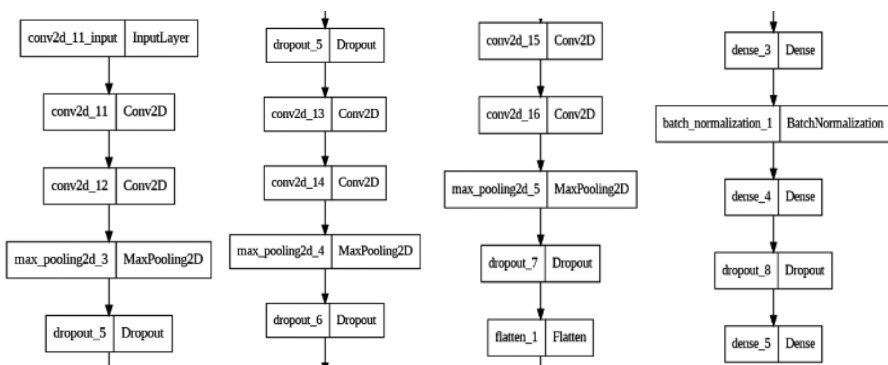 conv2d_11_input InputLayer
conv2d_11 Conv2D
conv2d_12 Conv2D
max_pooling2d_3 MaxPooling2D
dropout_5 Dropout
dropout_5 Dropout
conv2d_13 Conv2D
conv2d_14 Conv2D
max_pooling2d_4 MaxPooling2D
dropout_6 Dropout
conv2d_15 Conv2D
conv2d_16 Conv2D
max_pooling2d_5 MaxPooling2D
dropout_7 Dropout
flatten_1 Flatten
dense_3 Dense
batch_normalization_1 BatchNormalization
dense_4 Dense
dropout_8 Dropout
dense_5 Dense